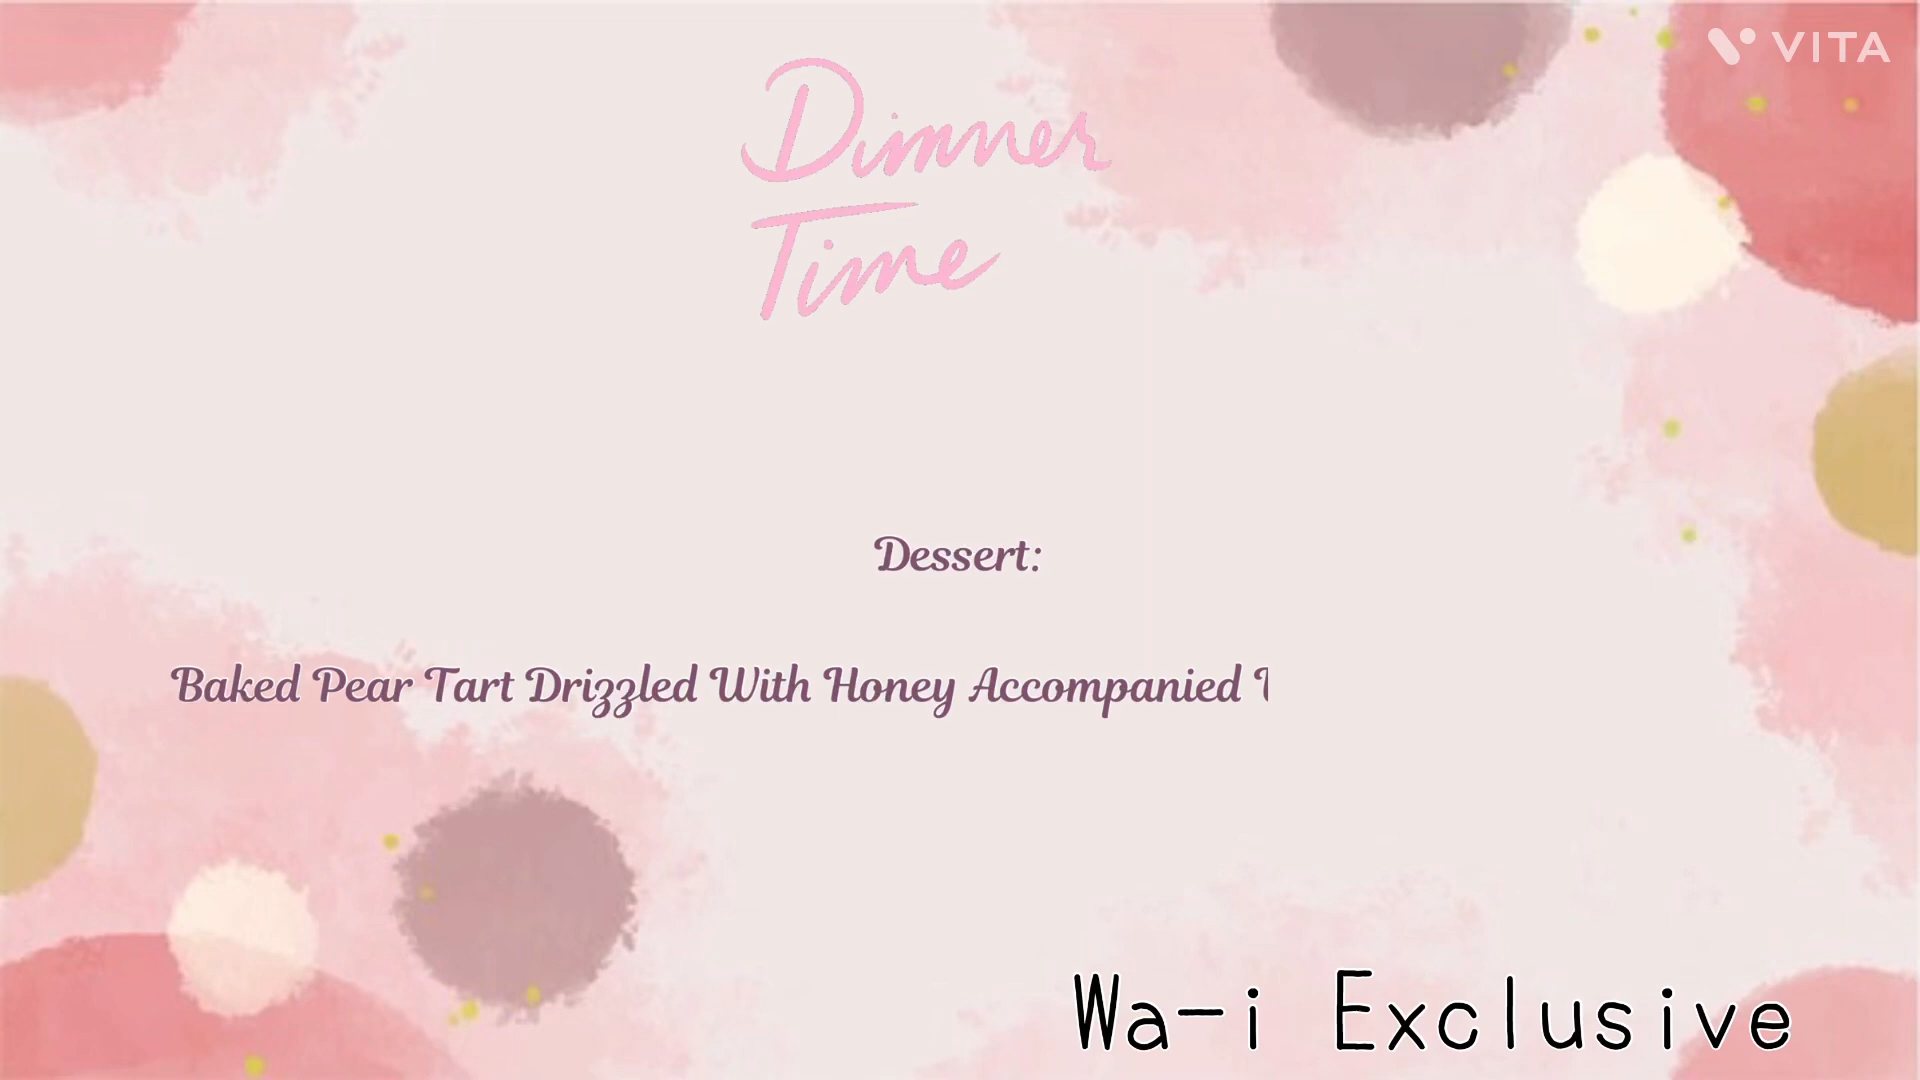 VITA
Dinner
Time
Dessert:
Baked Pear Tart Drizzled With Honey Accompanied
Wa-i Exclusive